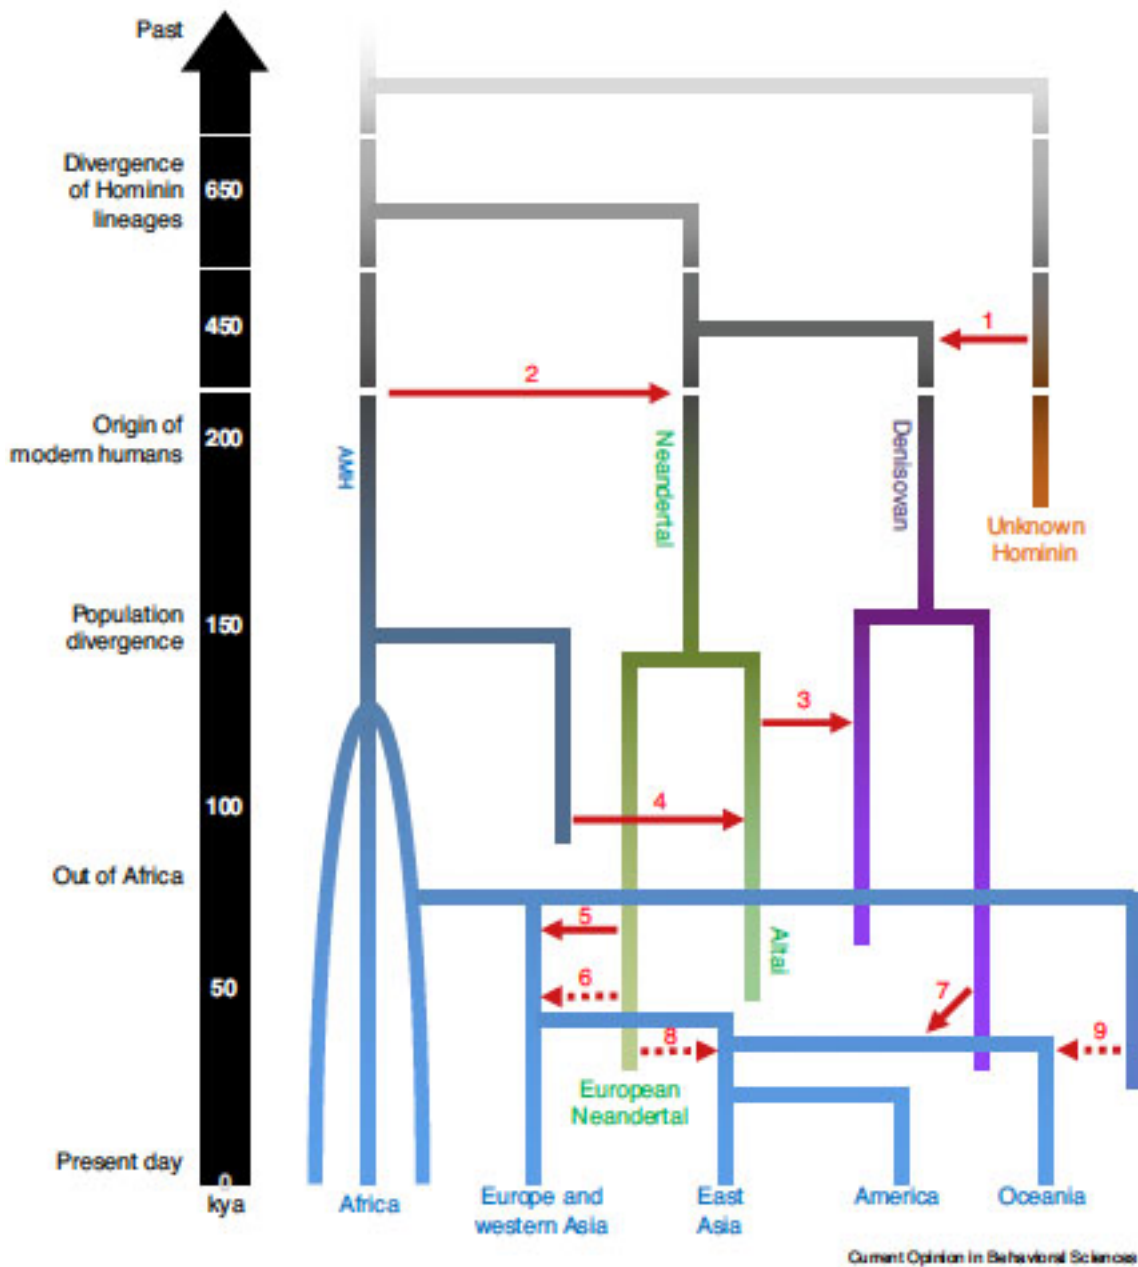 Past
Divergence
of Hominin
lineages
650
450
1
2
Origin of
modern humans
200
AMH
Neandertal
Denisovan
Unknown
Hominin
Population
divergence
150
3
100
4
Out of Africa
5
Altai
50
6
7
8
9
European
Neandertal
Present day
0
kya
Africa
Europe and
western Asia
East
Asia
America
Oceania
Current Opinion in Behavioral Sciences